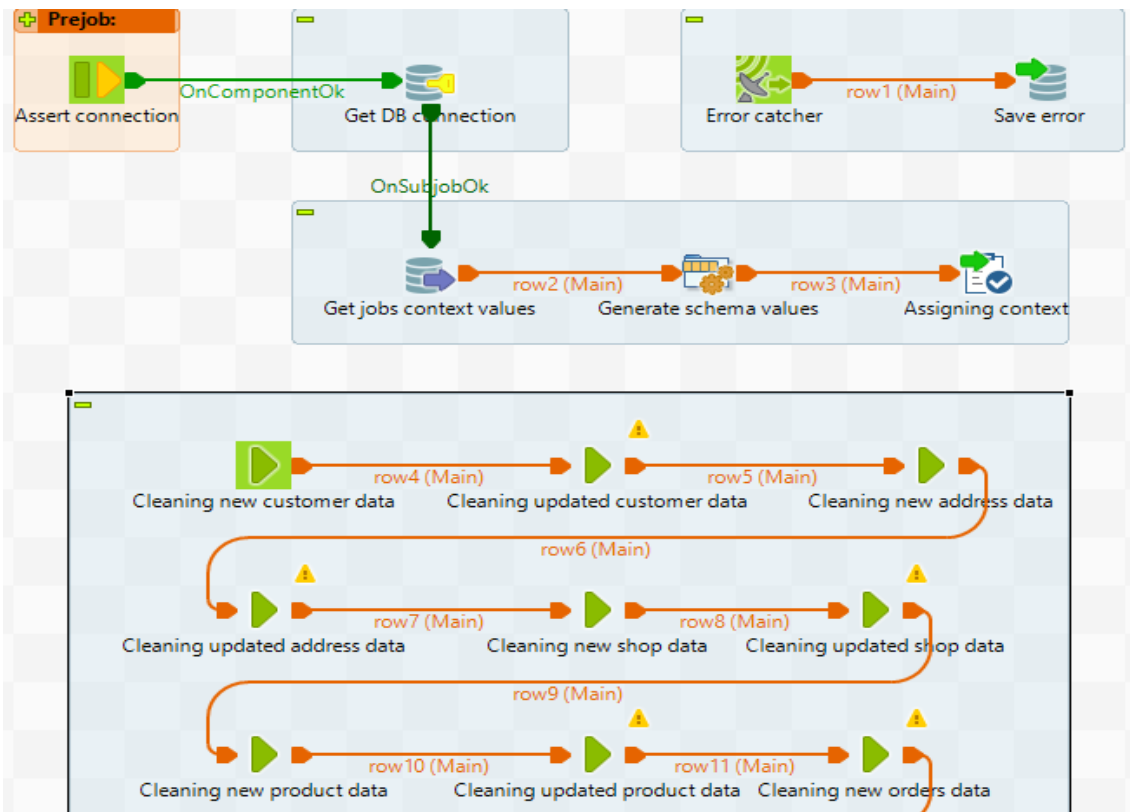 Prejob:
OnComponentOk
Assert connection
Get DB connection
row1 (Main)
Error catcher
Save error
OnSubjobOk
row2 (Main)
row3 (Main)
Get jobs context values
Generate schema values
Assigning context
row4 (Main)
row5 (Main)
Cleaning new customer data
Cleaning updated customer data
Cleaning new address data
row6 (Main)
row7 (Main)
row8 (Main)
Cleaning updated address data
Cleaning new shop data
Cleaning updated shop data
row9 (Main)
row10 (Main)
row11 (Main)
Cleaning new product data
Cleaning updated product data
Cleaning new orders data